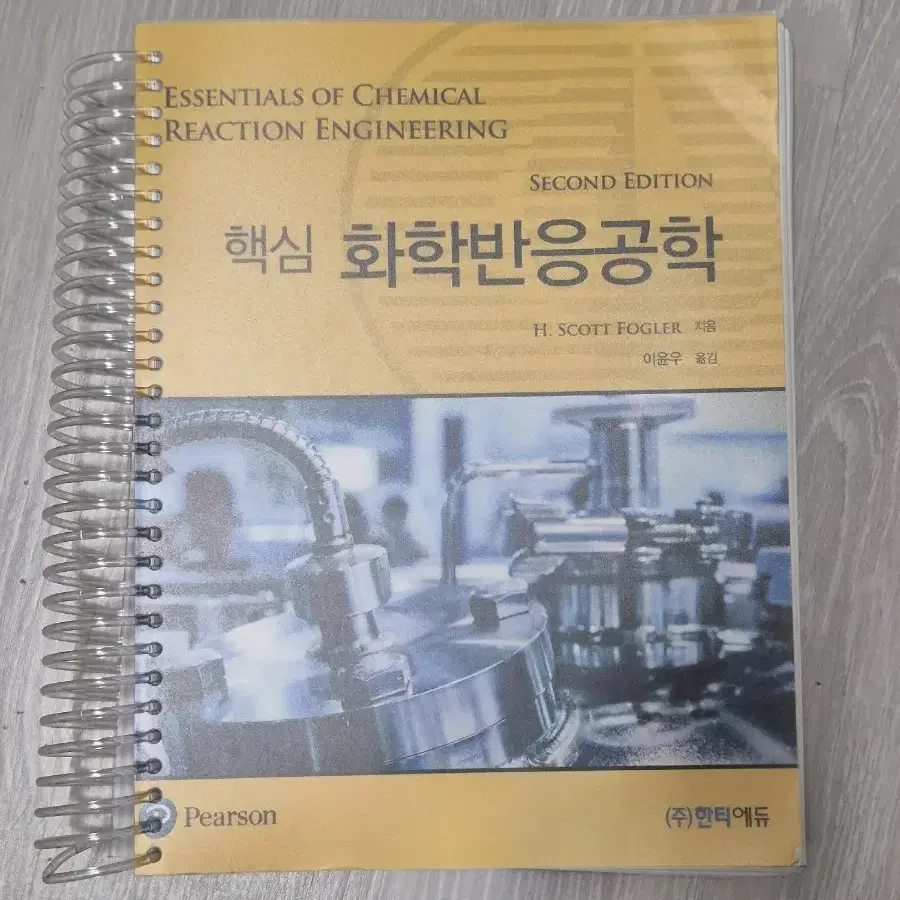 ESSENTIALS OF CHEMICAL
REACTION ENGINEERING
SECOND EDITION
핵심 화학반응공학
H. SCOTT FOGLER 지음
이윤우 옮김
Pearson
(주)한티에듀